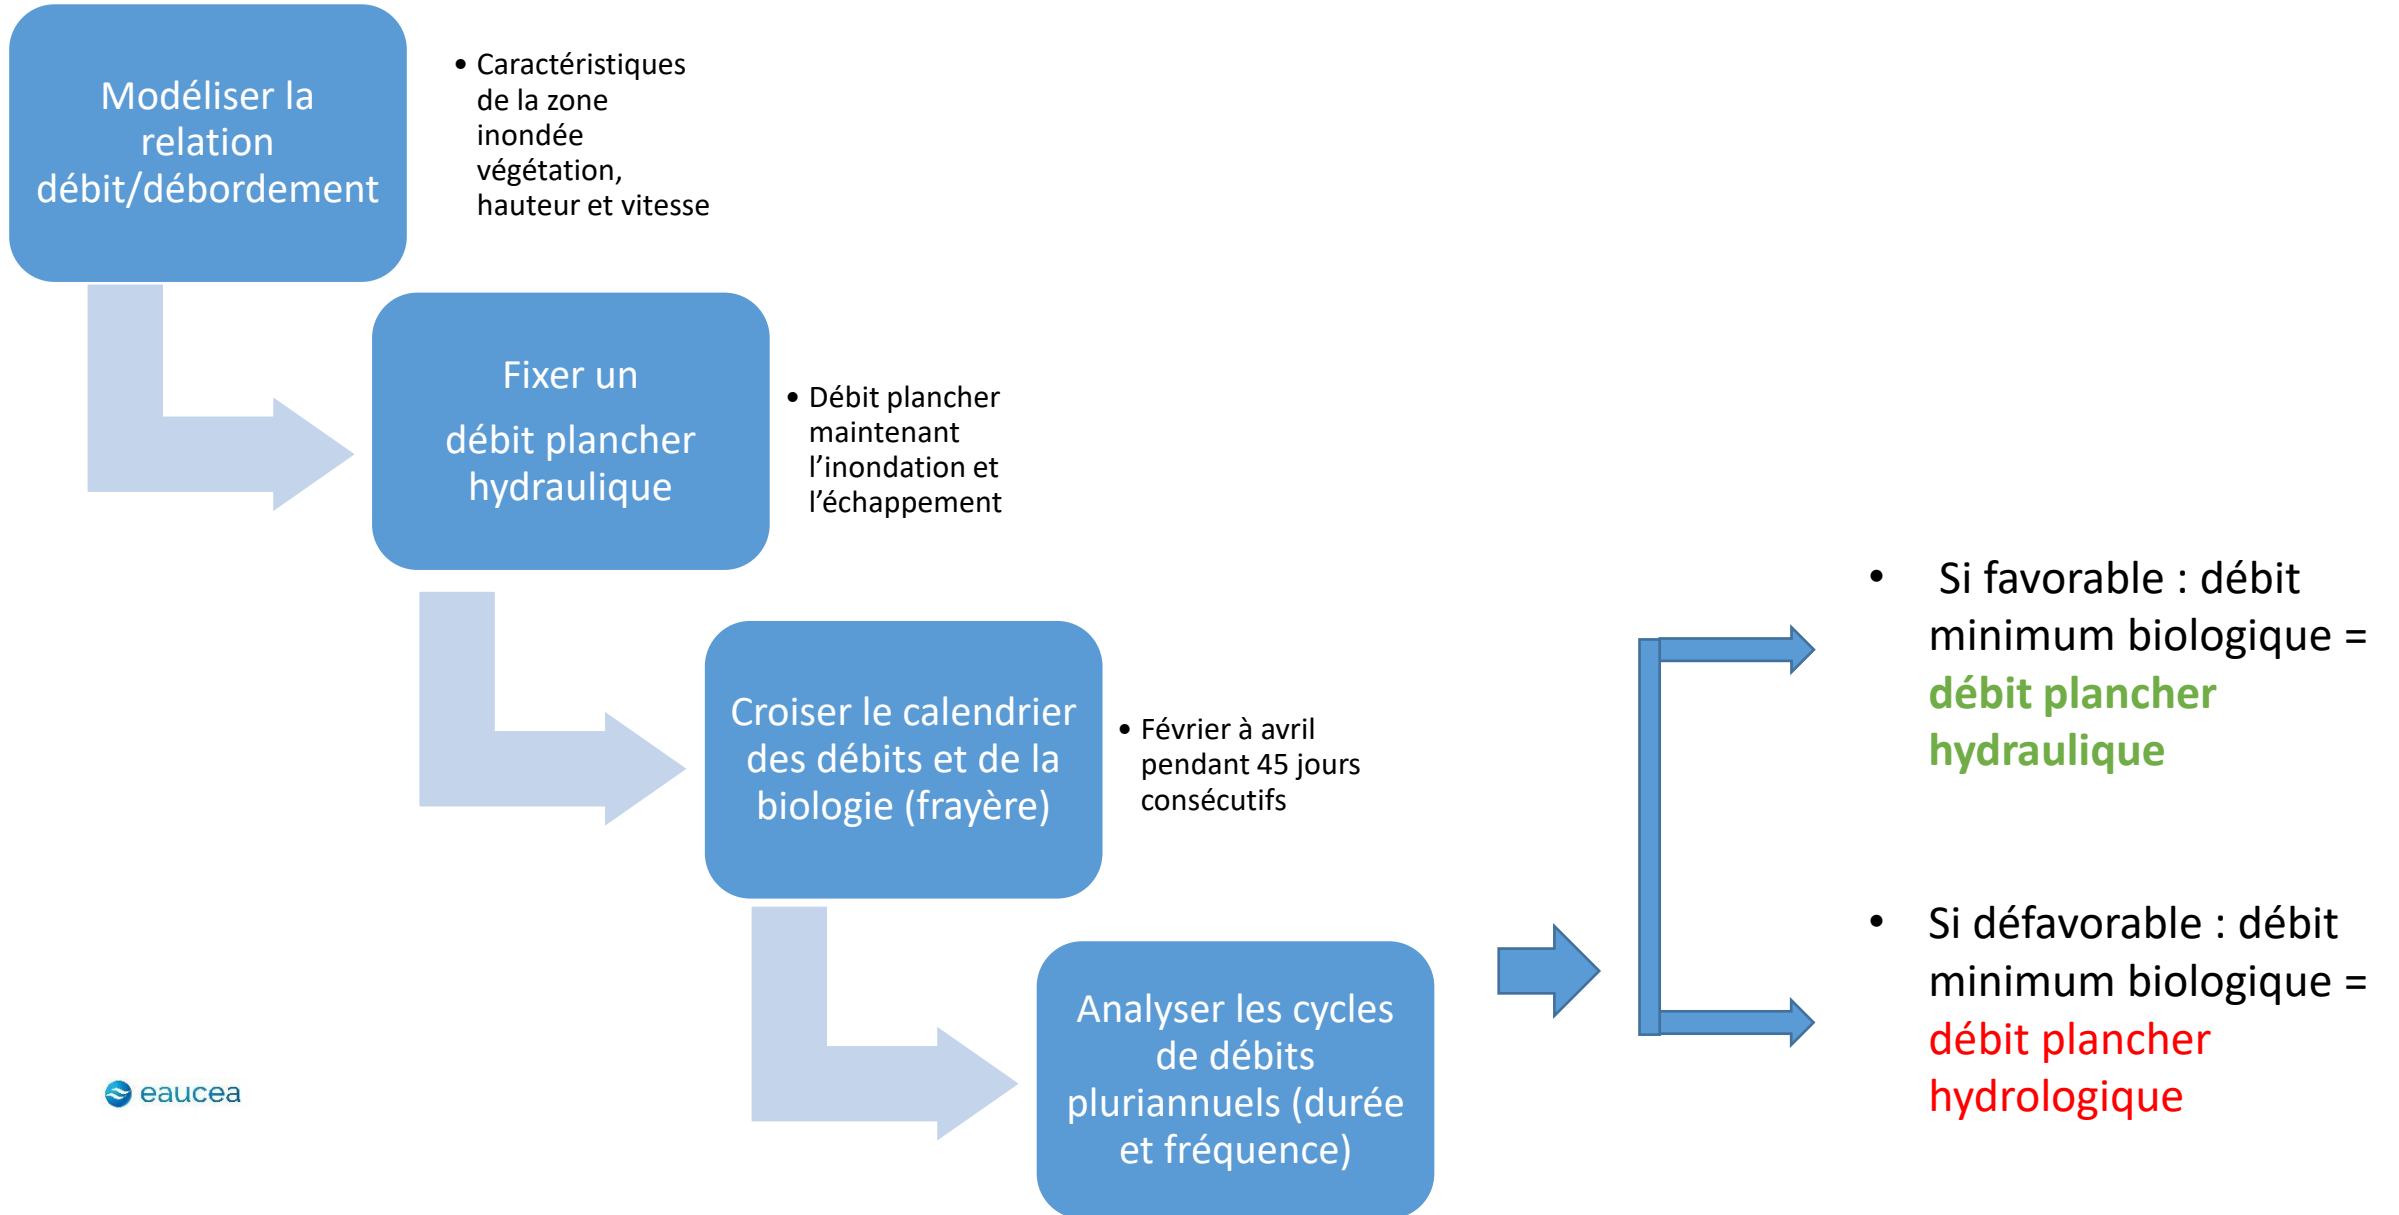 Modéliser la
relation
débit/débordement
• Caractéristiques
de la zone
inondée
végétation,
hauteur et vitesse
Fixer un
débit plancher
hydraulique
• Débit plancher
maintenant
l’inondation et
l’échappement
Croiser le calendrier
des débits et de la
biologie (frayère)
• Février à avril
pendant 45 jours
consécutifs
Analyser les cycles
de débits
pluriannuels (durée
et fréquence)
• Si favorable : débit
minimum biologique =
débit plancher
hydraulique
• Si défavorable : débit
minimum biologique =
débit plancher
hydrologique
eaucea